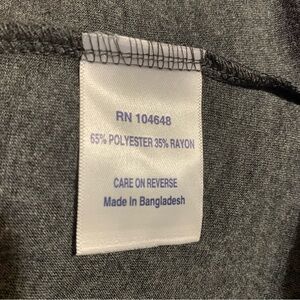 RN 104648
65% POLYESTER 35% RAYON
CARE ON REVERSE
Made In Bangladesh